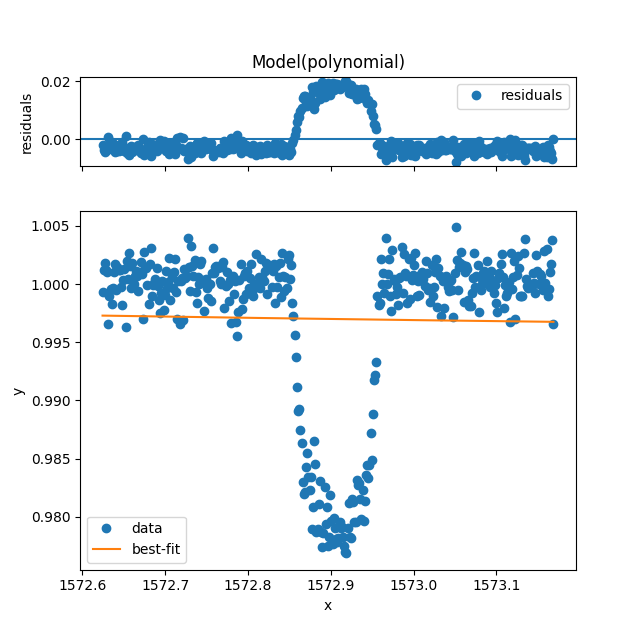 Model(polynomial)
0.02
0.00
residuals
residuals
1.005
1.000
0.995
0.990
0.985
0.980
y
data
best-fit
1572.6 1572.7 1572.8 1572.9 1573.0 1573.1
x